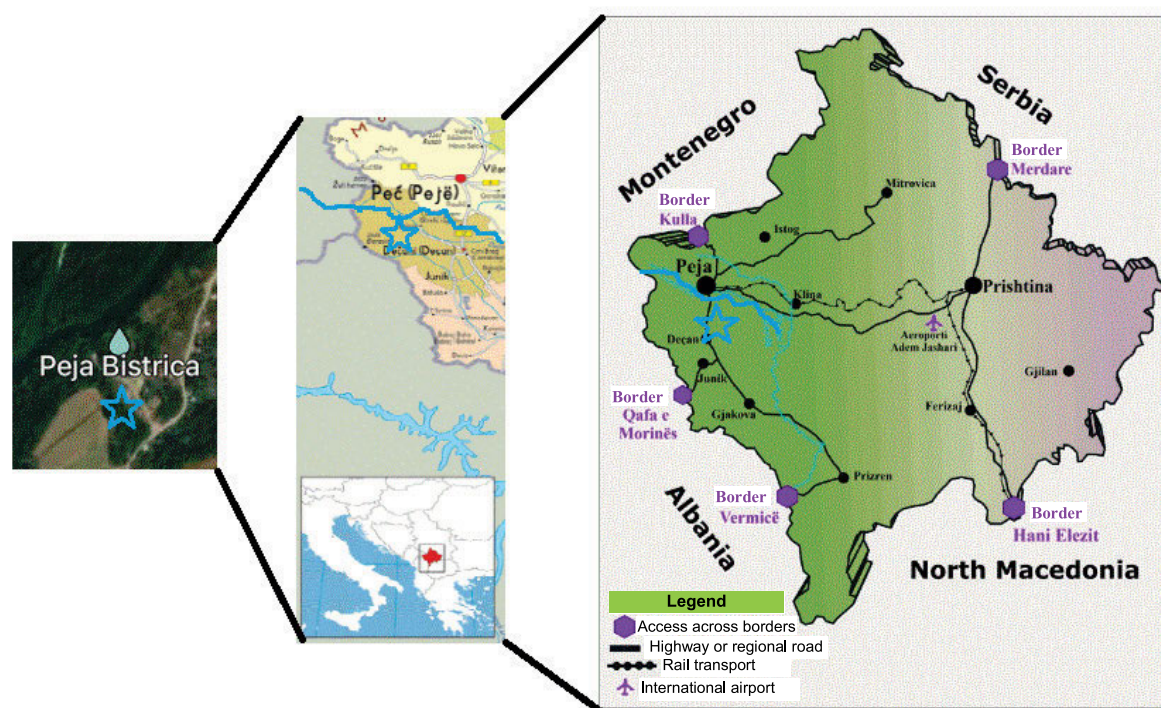 Peja Bistrica
Peć (Pejë)
Dečani (Deçan)
Junik
Montenegro
Serbia
Albania
North Macedonia
Border
Merdare
Border
Kulla
Mitrovica
Istog
Peja
Klina
Prishtina
Aeroporti
Adem Jashari
Deçan
Junik
Gjakova
Gjilan
Ferizaj
Prizren
Border
Qafa e
Morinës
Border
Vermicë
Border
Hani Elezit
Legend
Access across borders
Highway or regional road
Rail transport
International airport